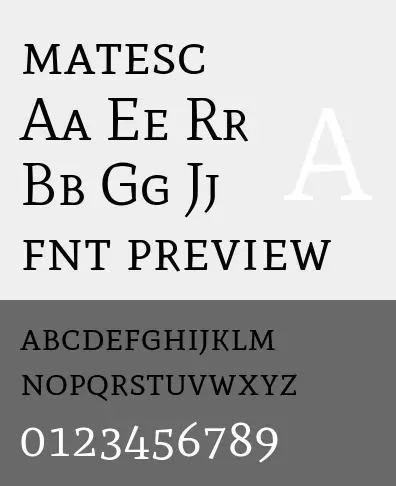 MATESC
Aa Ee Rr
A
Bb Gg Jj
FNT PREVIEW
ABCDEFGHIJKLM
NOPQRSTUVWXYZ
0123456789